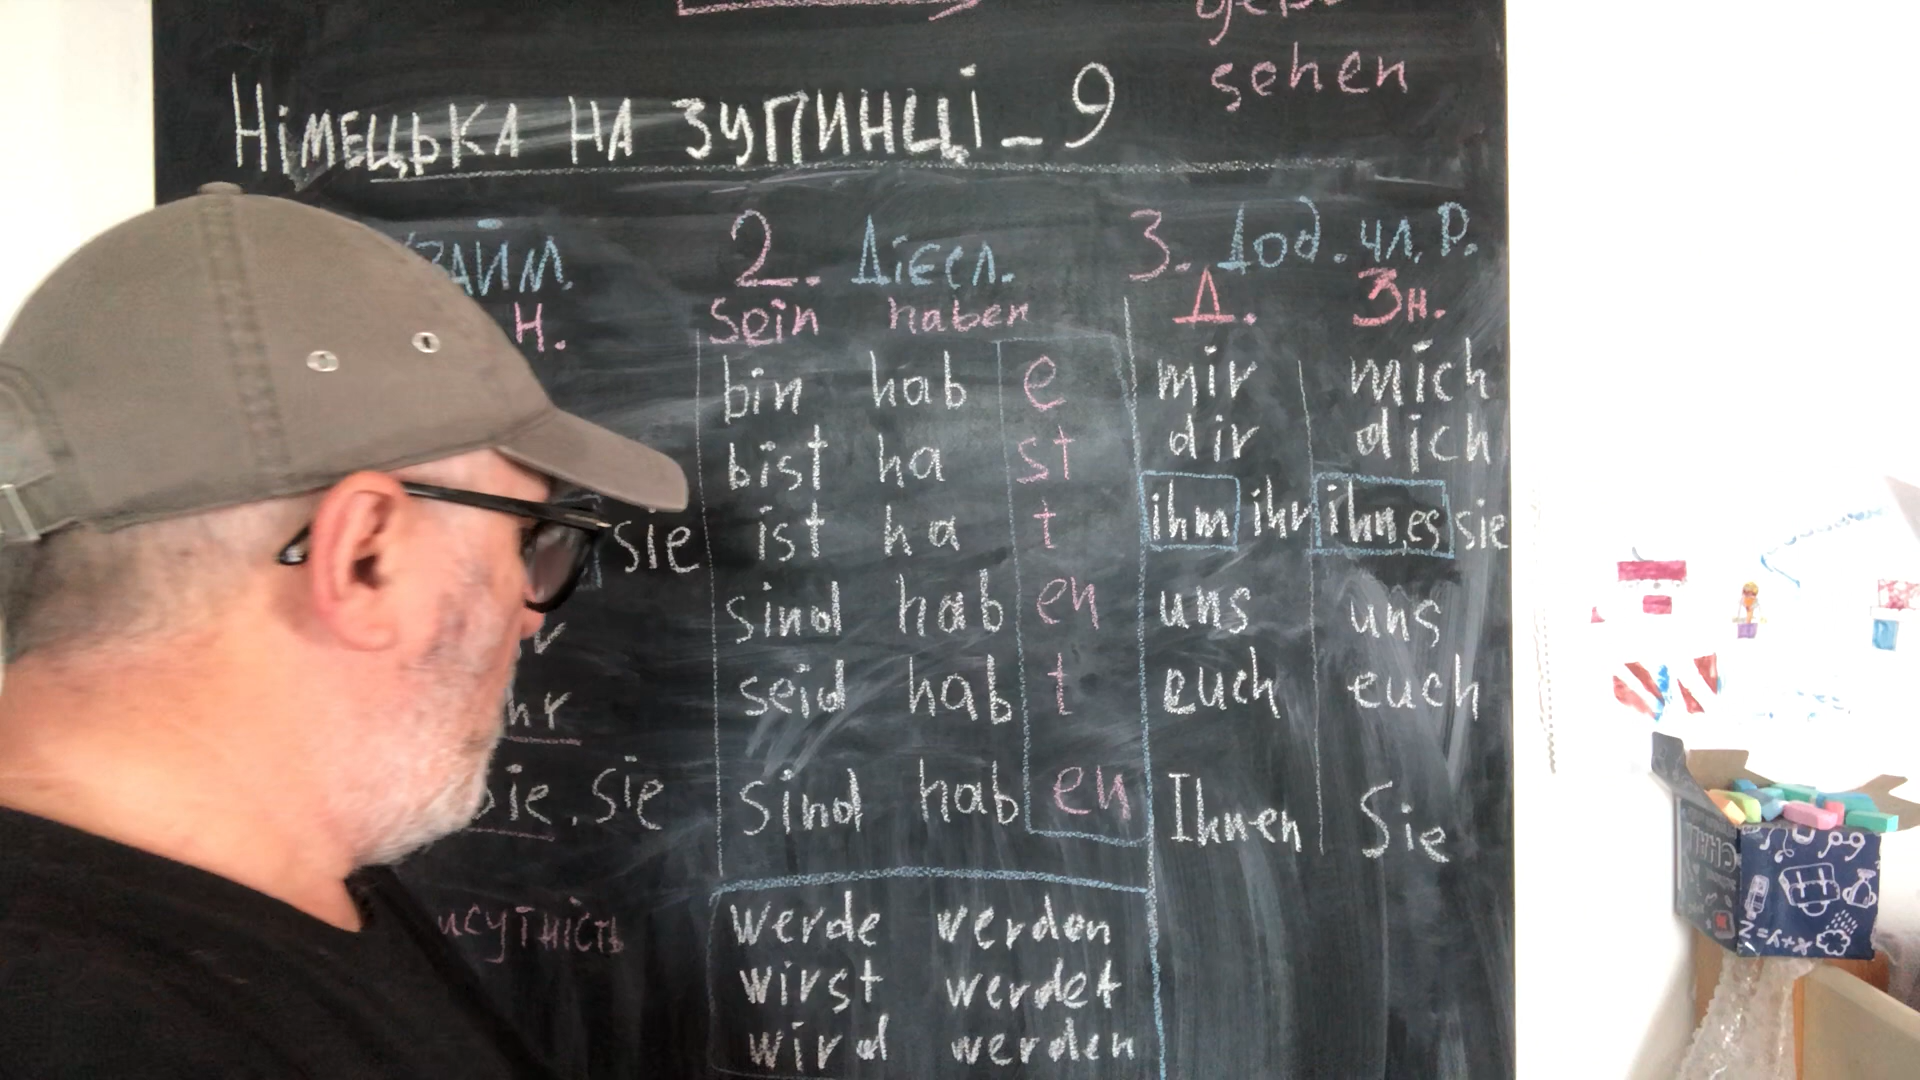 sehen
Німецька на зупинці_9
2. Дієсл. 3. Дод. чл. р.
Н. sein haben Д. Зн.
bin hab e mir mich
bist ha st dir dich
sie ist ha t ihm ihr ihn, es sie
sind hab en uns uns
seid hab t euch euch
sie sind hab en Ihnen Sie
werde werden
wirst werdet
wird werden